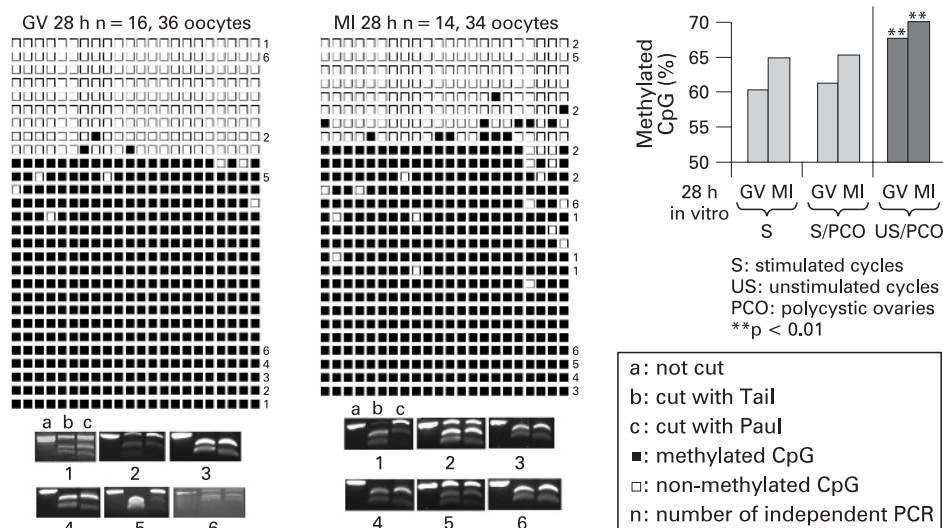 GV 28 h n = 16, 36 oocytes
1
6
2
5
6
1
6
5
4
3
2
1
a b c
1 2 3
4 5 6
MI 28 h n = 14, 34 oocytes
2
5
2
2
2
6
1
1
1
6
5
4
3
a b c
1 2 3
4 5 6
Methylated
CpG (%)
70
65
60
55
50
**
**
28 h
in vitro
GV MI GV MI GV MI
S S/PCO US/PCO
S: stimulated cycles
US: unstimulated cycles
PCO: polycystic ovaries
**p < 0.01
a: not cut
b: cut with TaiI
c: cut with PauI
■: methylated CpG
□: non-methylated CpG
n: number of independent PCR